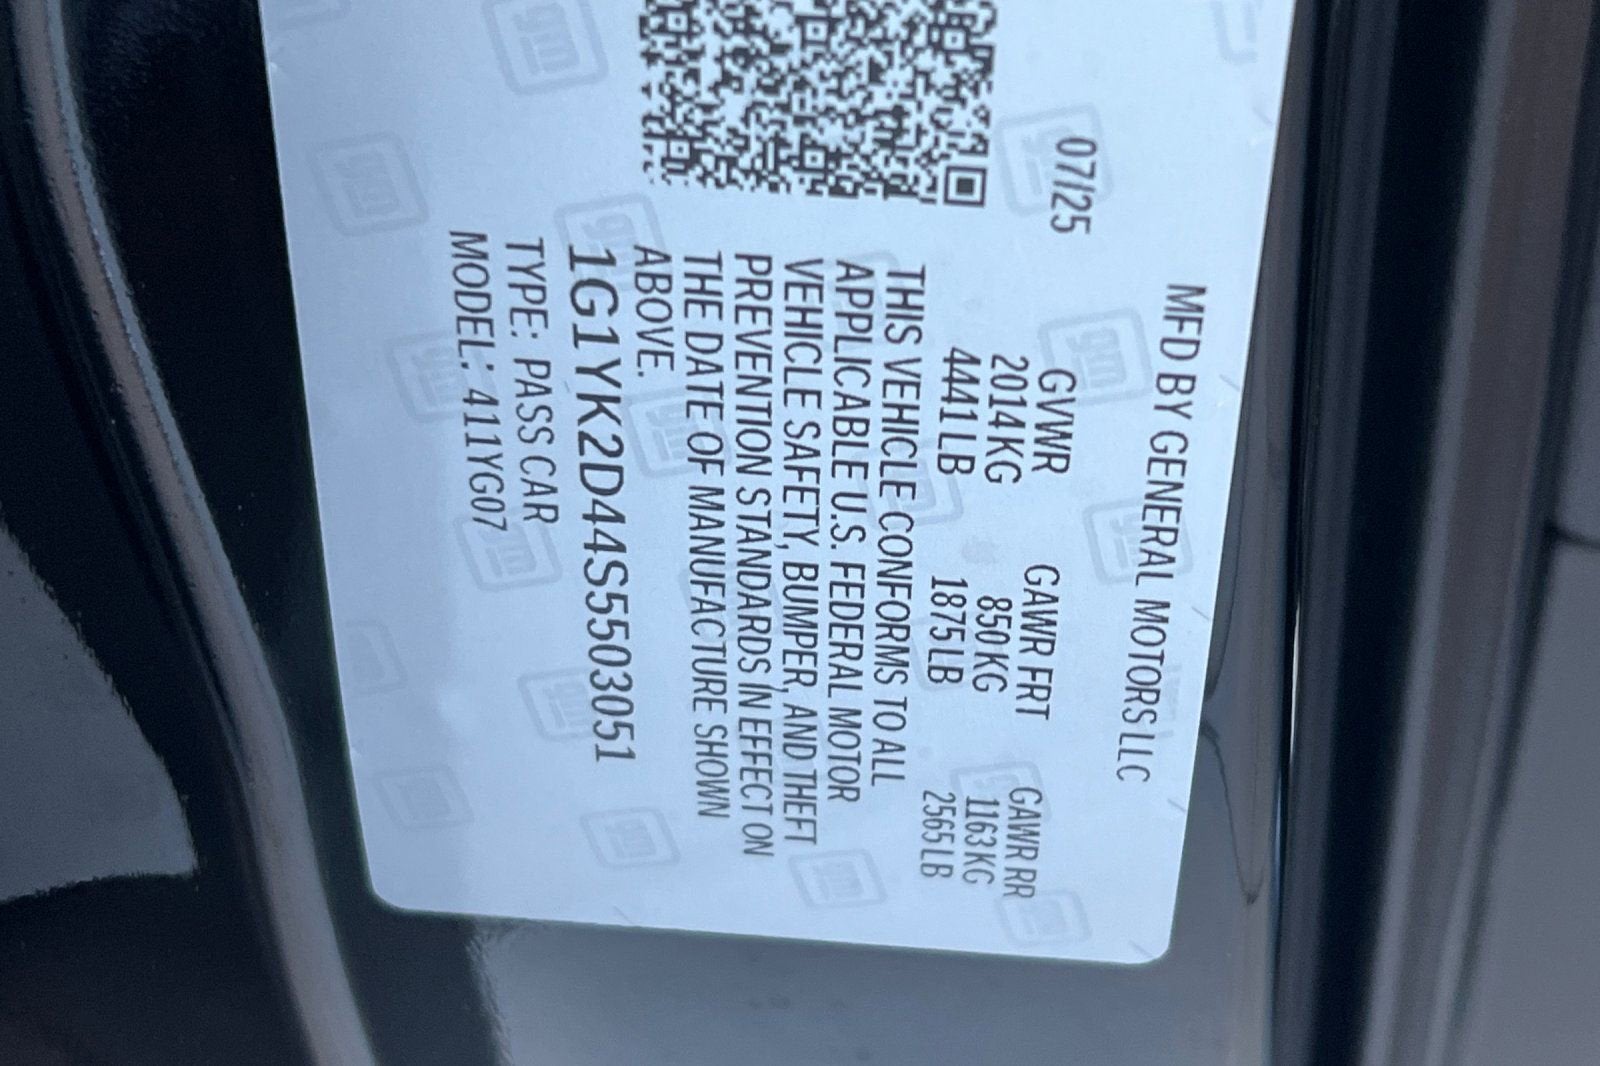 MFD BY GENERAL MOTORS LLC
07/25 GVWR GAWR FRT GAWR RR
2014KG 850KG 1163KG
4441LB 1875LB 2565LB
THIS VEHICLE CONFORMS TO ALL
APPLICABLE U.S. FEDERAL MOTOR
VEHICLE SAFETY, BUMPER, AND THEFT
PREVENTION STANDARDS IN EFFECT ON
THE DATE OF MANUFACTURE SHOWN
ABOVE.
1G1YK2D44S5503051
TYPE: PASS CAR
MODEL: 411YG07